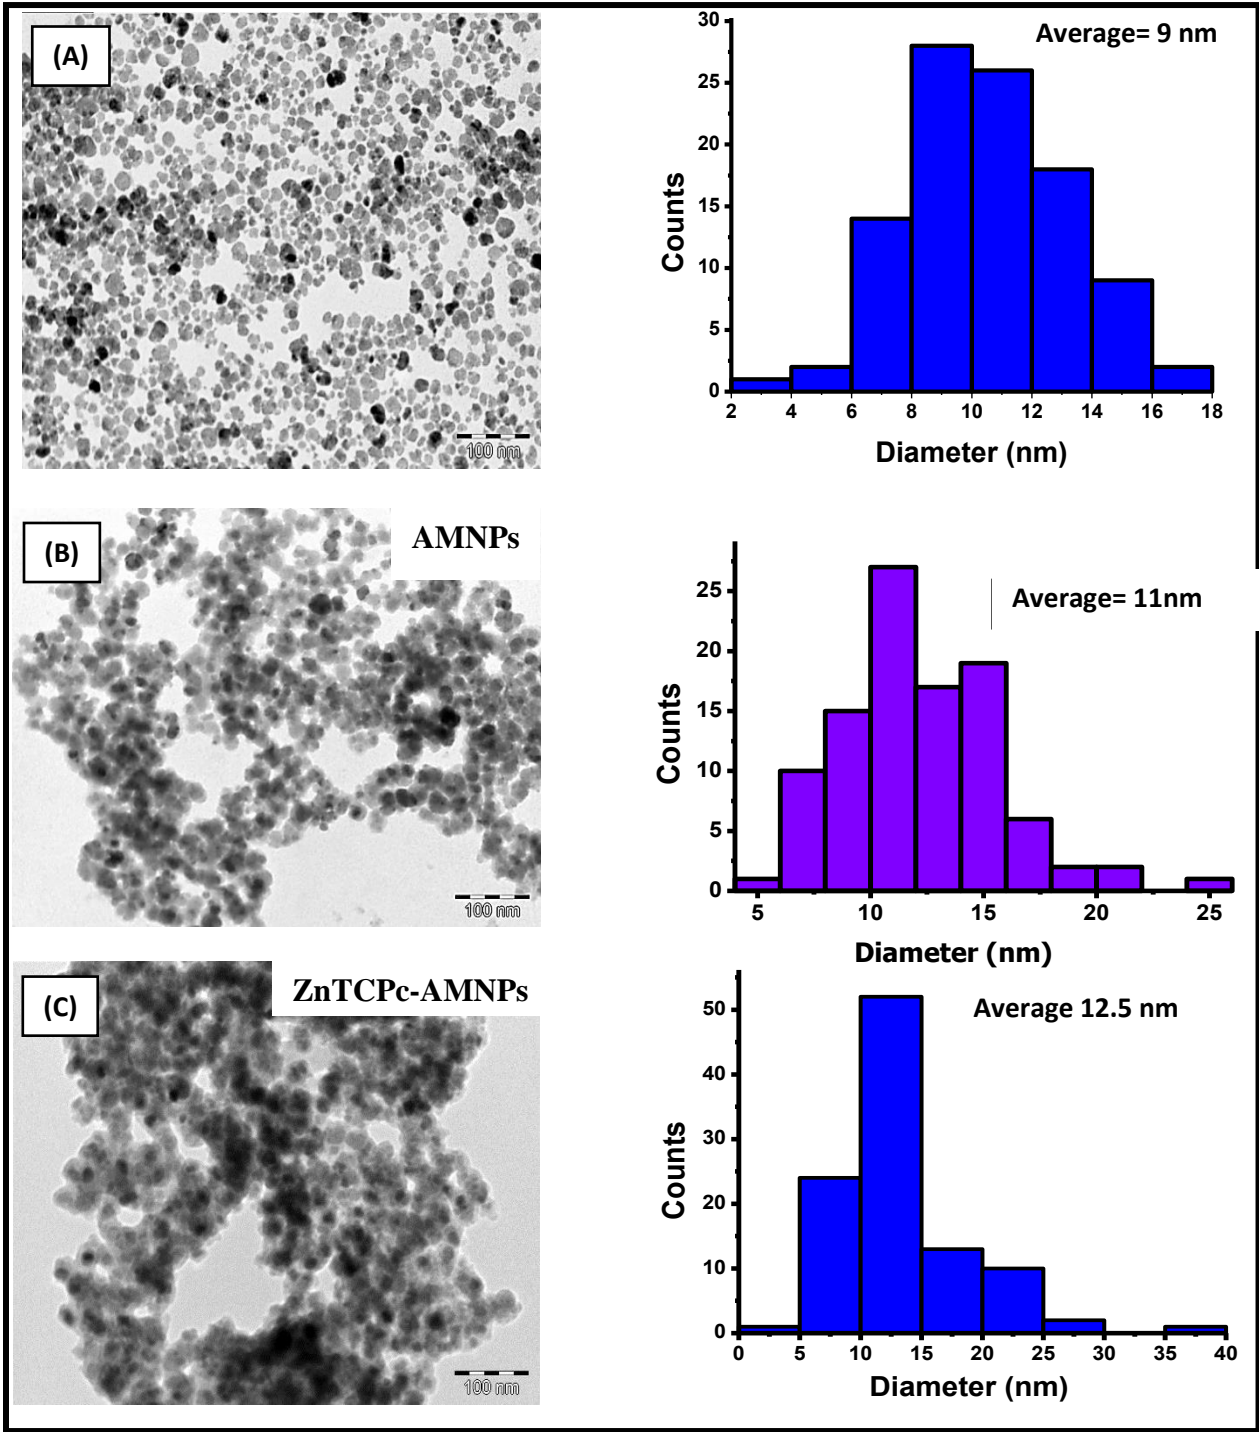 (A)
100 nm
Average= 9 nm
30
25
20
15
10
5
0
Counts
2 4 6 8 10 12 14 16 18
Diameter (nm)
(B)
AMNPs
100 nm
Average= 11nm
25
20
15
10
5
0
Counts
5 10 15 20 25
Diameter (nm)
(C)
ZnTCPc-AMNPs
100 nm
Average 12.5 nm
50
40
30
20
10
0
Counts
0 5 10 15 20 25 30 35 40
Diameter (nm)